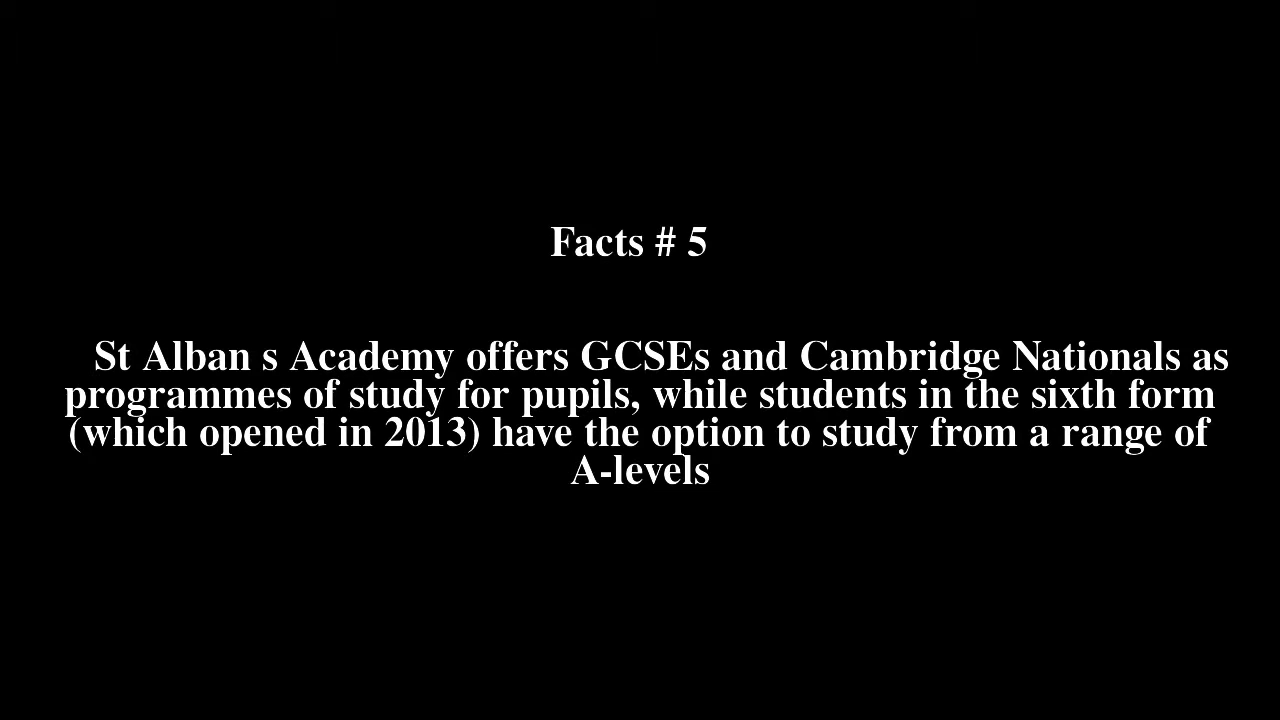 Facts # 5
St Alban s Academy offers GCSEs and Cambridge Nationals as
programmes of study for pupils, while students in the sixth form
(which opened in 2013) have the option to study from a range of
A-levels